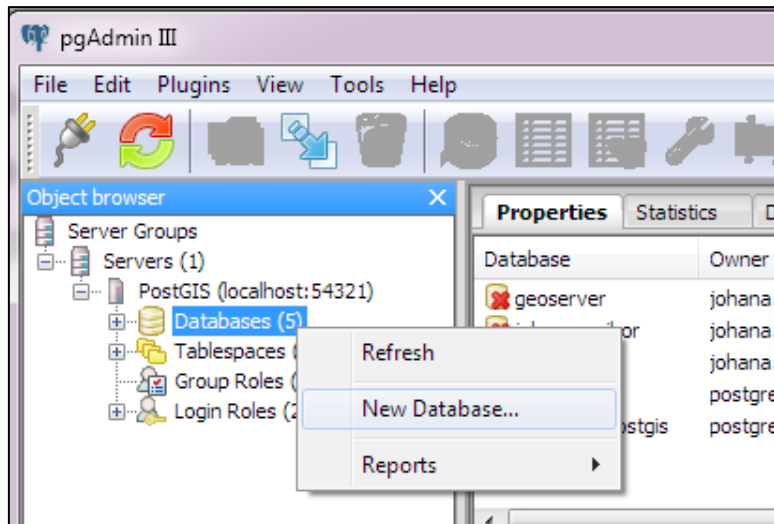 pgAdmin III
File Edit Plugins View Tools Help
Object browser
Server Groups
Servers (1)
PostGIS (localhost:54321)
Databases (5)
Tablespaces
Group Roles
Login Roles
Refresh
New Database...
Reports
Properties Statistics
Database Owner
geoserver johana.
johana.
johana.
postgre
postgre